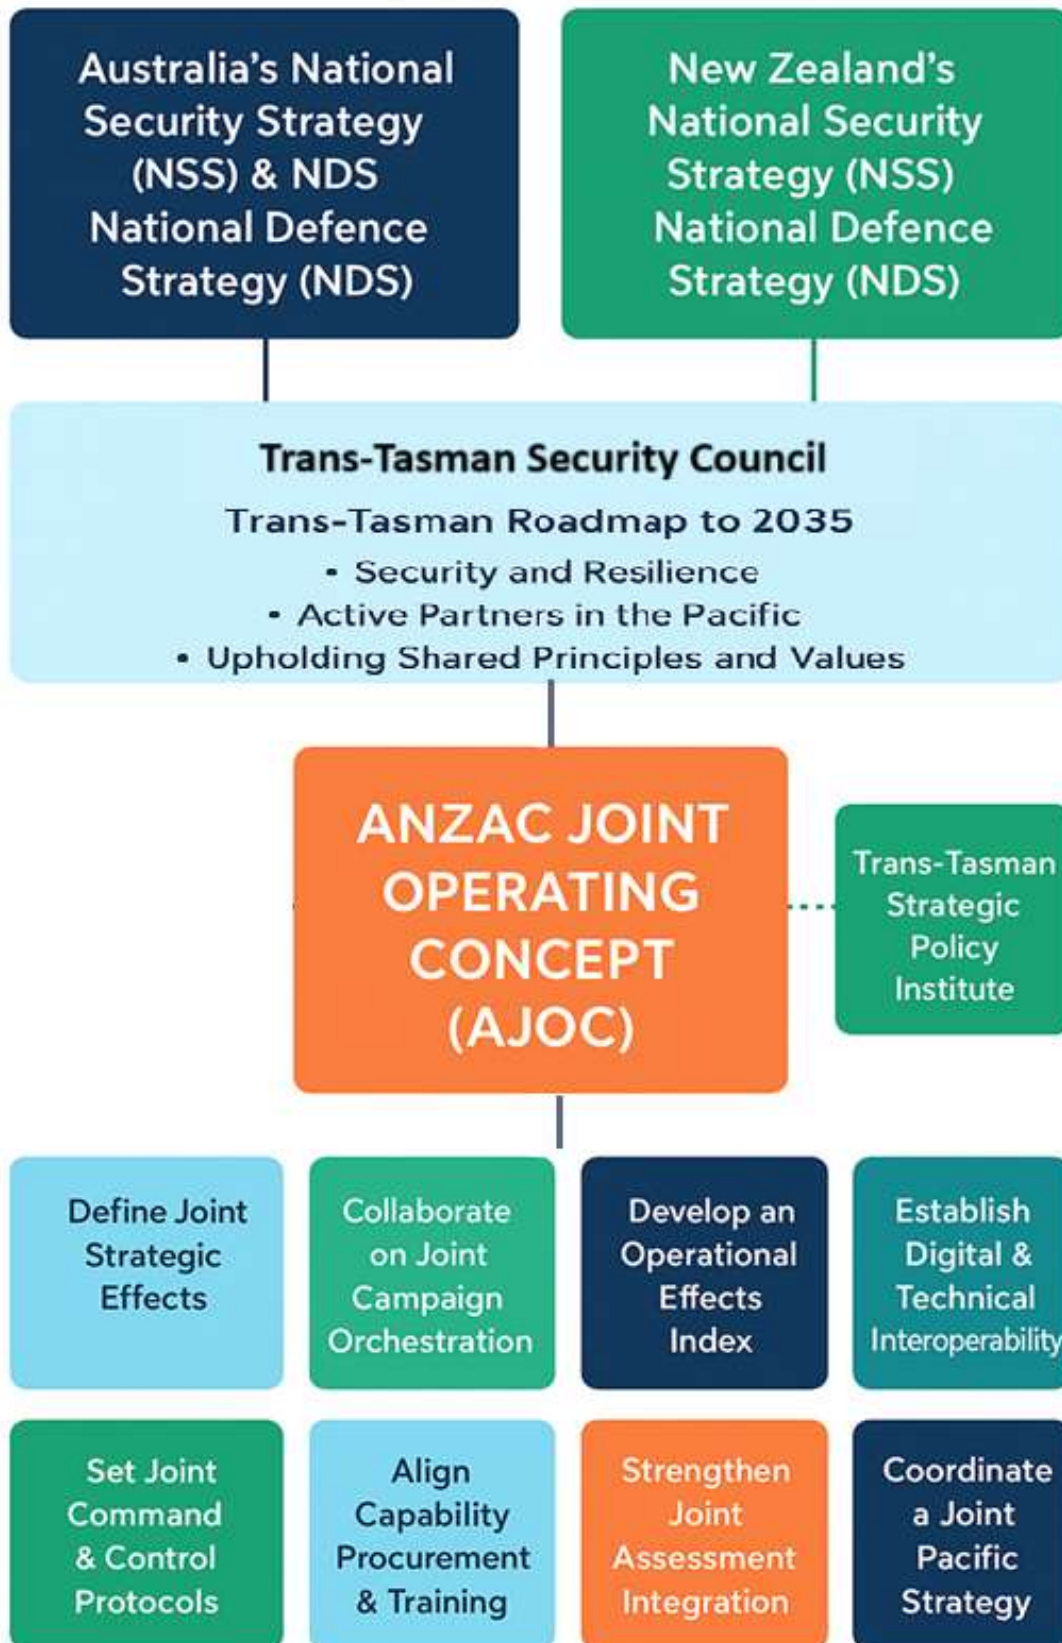 Australia's National
Security Strategy
(NSS) & NDS
National Defence
Strategy (NDS)
New Zealand's
National Security
Strategy (NSS)
National Defence
Strategy (NDS)
Trans-Tasman Security Council
Trans-Tasman Roadmap to 2035
• Security and Resilience
• Active Partners in the Pacific
• Upholding Shared Principles and Values
ANZAC JOINT
OPERATING
CONCEPT
(AJOC)
Trans-Tasman
Strategic
Policy
Institute
Define Joint
Strategic
Effects
Collaborate
on Joint
Campaign
Orchestration
Develop an
Operational
Effects
Index
Establish
Digital &
Technical
Interoperability
Set Joint
Command
& Control
Protocols
Align
Capability
Procurement
& Training
Strengthen
Joint
Assessment
Integration
Coordinate
a Joint
Pacific
Strategy